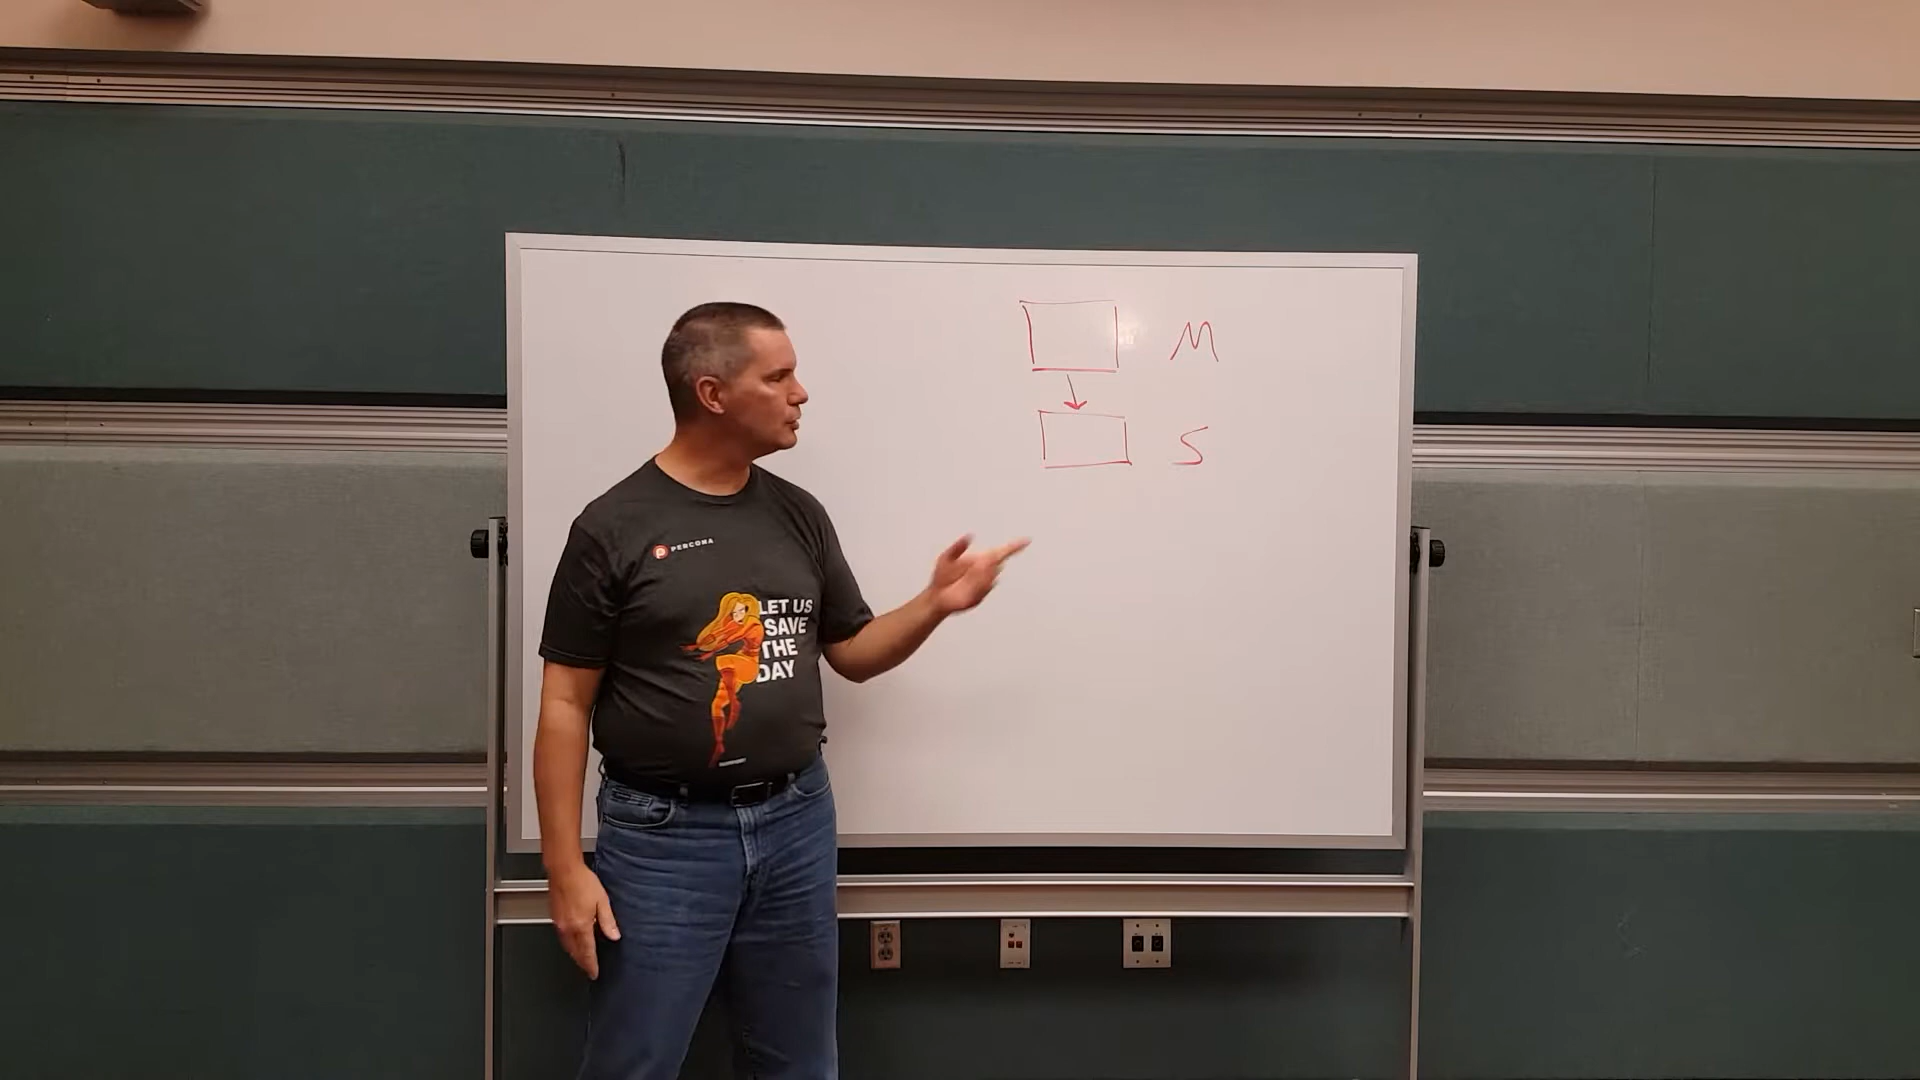 M
S
PERCONA
LET US
SAVE
THE
DAY